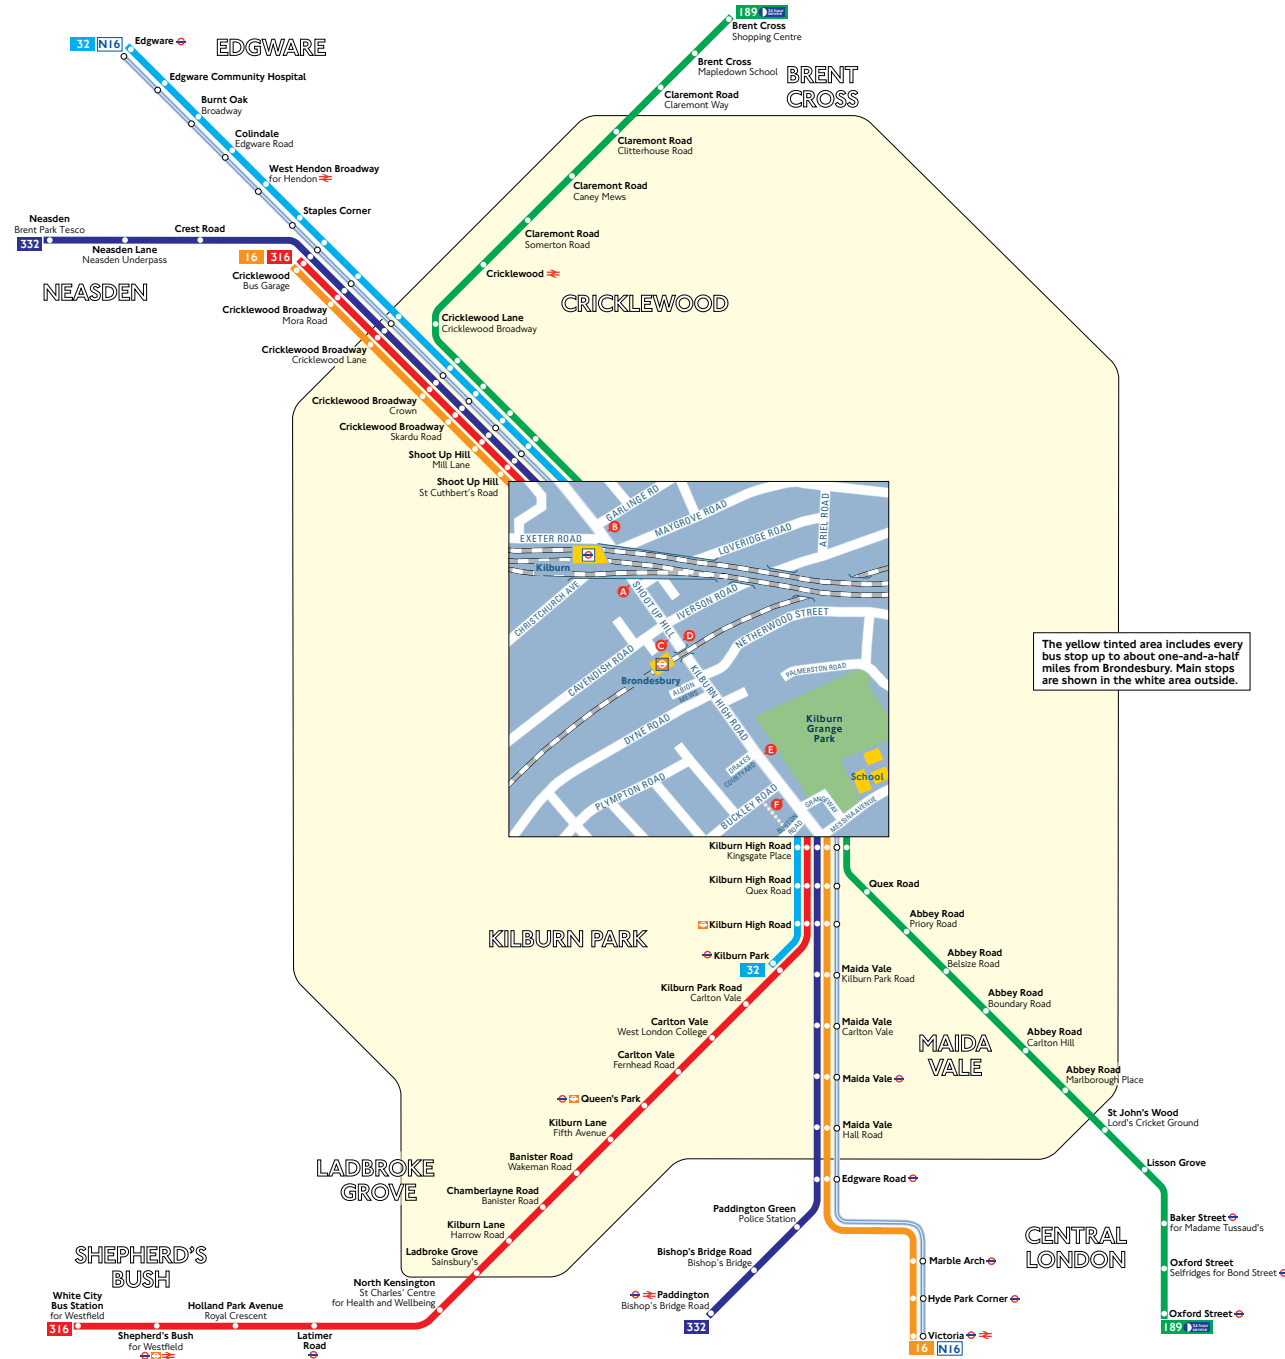 189 24 hour service
Brent Cross
Shopping Centre
Brent Cross
Mapledown School
BRENT
CROSS
Claremont Road
Claremont Way
Claremont Road
Clitterhouse Road
Claremont Road
Caney Mews
Claremont Road
Somerton Road
Cricklewood
CRICKLEWOOD
Cricklewood Lane
Cricklewood Broadway
32 N16
Edgware
EDGWARE
Edgware Community Hospital
Burnt Oak
Broadway
Colindale
Edgware Road
West Hendon Broadway
for Hendon
Staples Corner
Neasden
Brent Park Tesco
332
Neasden Lane
Neasden Underpass
Crest Road
NEASDEN
16 316
Cricklewood
Bus Garage
Cricklewood Broadway
Mora Road
Cricklewood Broadway
Cricklewood Lane
Cricklewood Broadway
Crown
Cricklewood Broadway
Skardu Road
Shoot Up Hill
Mill Lane
Shoot Up Hill
St Cuthbert's Road
GARLINGE RD
B
MAYGROVE ROAD
ARIEL ROAD
LOVERIDGE ROAD
EXETER ROAD
Kilburn
CHRISTCHURCH AVE
A
SHOOT UP HILL
IVERSON ROAD
NETHERWOOD STREET
D
C
CAVENDISH ROAD
Brondesbury
ALBION
MEWS
KILBURN HIGH ROAD
PALMERSTON ROAD
DYNE ROAD
Kilburn
Grange
Park
E
DRAKES
COURTYARD
School
PLYMPTON ROAD
BUCKLEY ROAD
F
BURTON
ROAD
GRANGEWAY
MESSINA AVENUE
The yellow tinted area includes every
bus stop up to about one-and-a-half
miles from Brondesbury. Main stops
are shown in the white area outside.
Kilburn High Road
Kingsgate Place
Kilburn High Road
Quex Road
Kilburn High Road
KILBURN PARK
Kilburn Park
32
Kilburn Park Road
Carlton Vale
Carlton Vale
West London College
Carlton Vale
Fernhead Road
Queen's Park
Kilburn Lane
Fifth Avenue
Banister Road
Wakeman Road
LADBROKE
GROVE
Chamberlayne Road
Banister Road
Kilburn Lane
Harrow Road
Ladbroke Grove
Sainsbury's
North Kensington
St Charles' Centre
for Health and Wellbeing
SHEPHERD'S
BUSH
White City
Bus Station
for Westfield
316
Shepherd's Bush
for Westfield
Holland Park Avenue
Royal Crescent
Latimer
Road
Maida Vale
Kilburn Park Road
Maida Vale
Carlton Vale
Maida Vale
Maida Vale
Hall Road
Edgware Road
Paddington Green
Police Station
Bishop's Bridge Road
Bishop's Bridge
Paddington
Bishop's Bridge Road
332
Marble Arch
Hyde Park Corner
Victoria
16 N16
Quex Road
Abbey Road
Priory Road
Abbey Road
Belsize Road
Abbey Road
Boundary Road
Abbey Road
Carlton Hill
MAIDA
VALE
Abbey Road
Marlborough Place
St John's Wood
Lord's Cricket Ground
Lisson Grove
Baker Street
for Madame Tussaud's
CENTRAL
LONDON
Oxford Street
Selfridges for Bond Street
Oxford Street
189 24 hour service